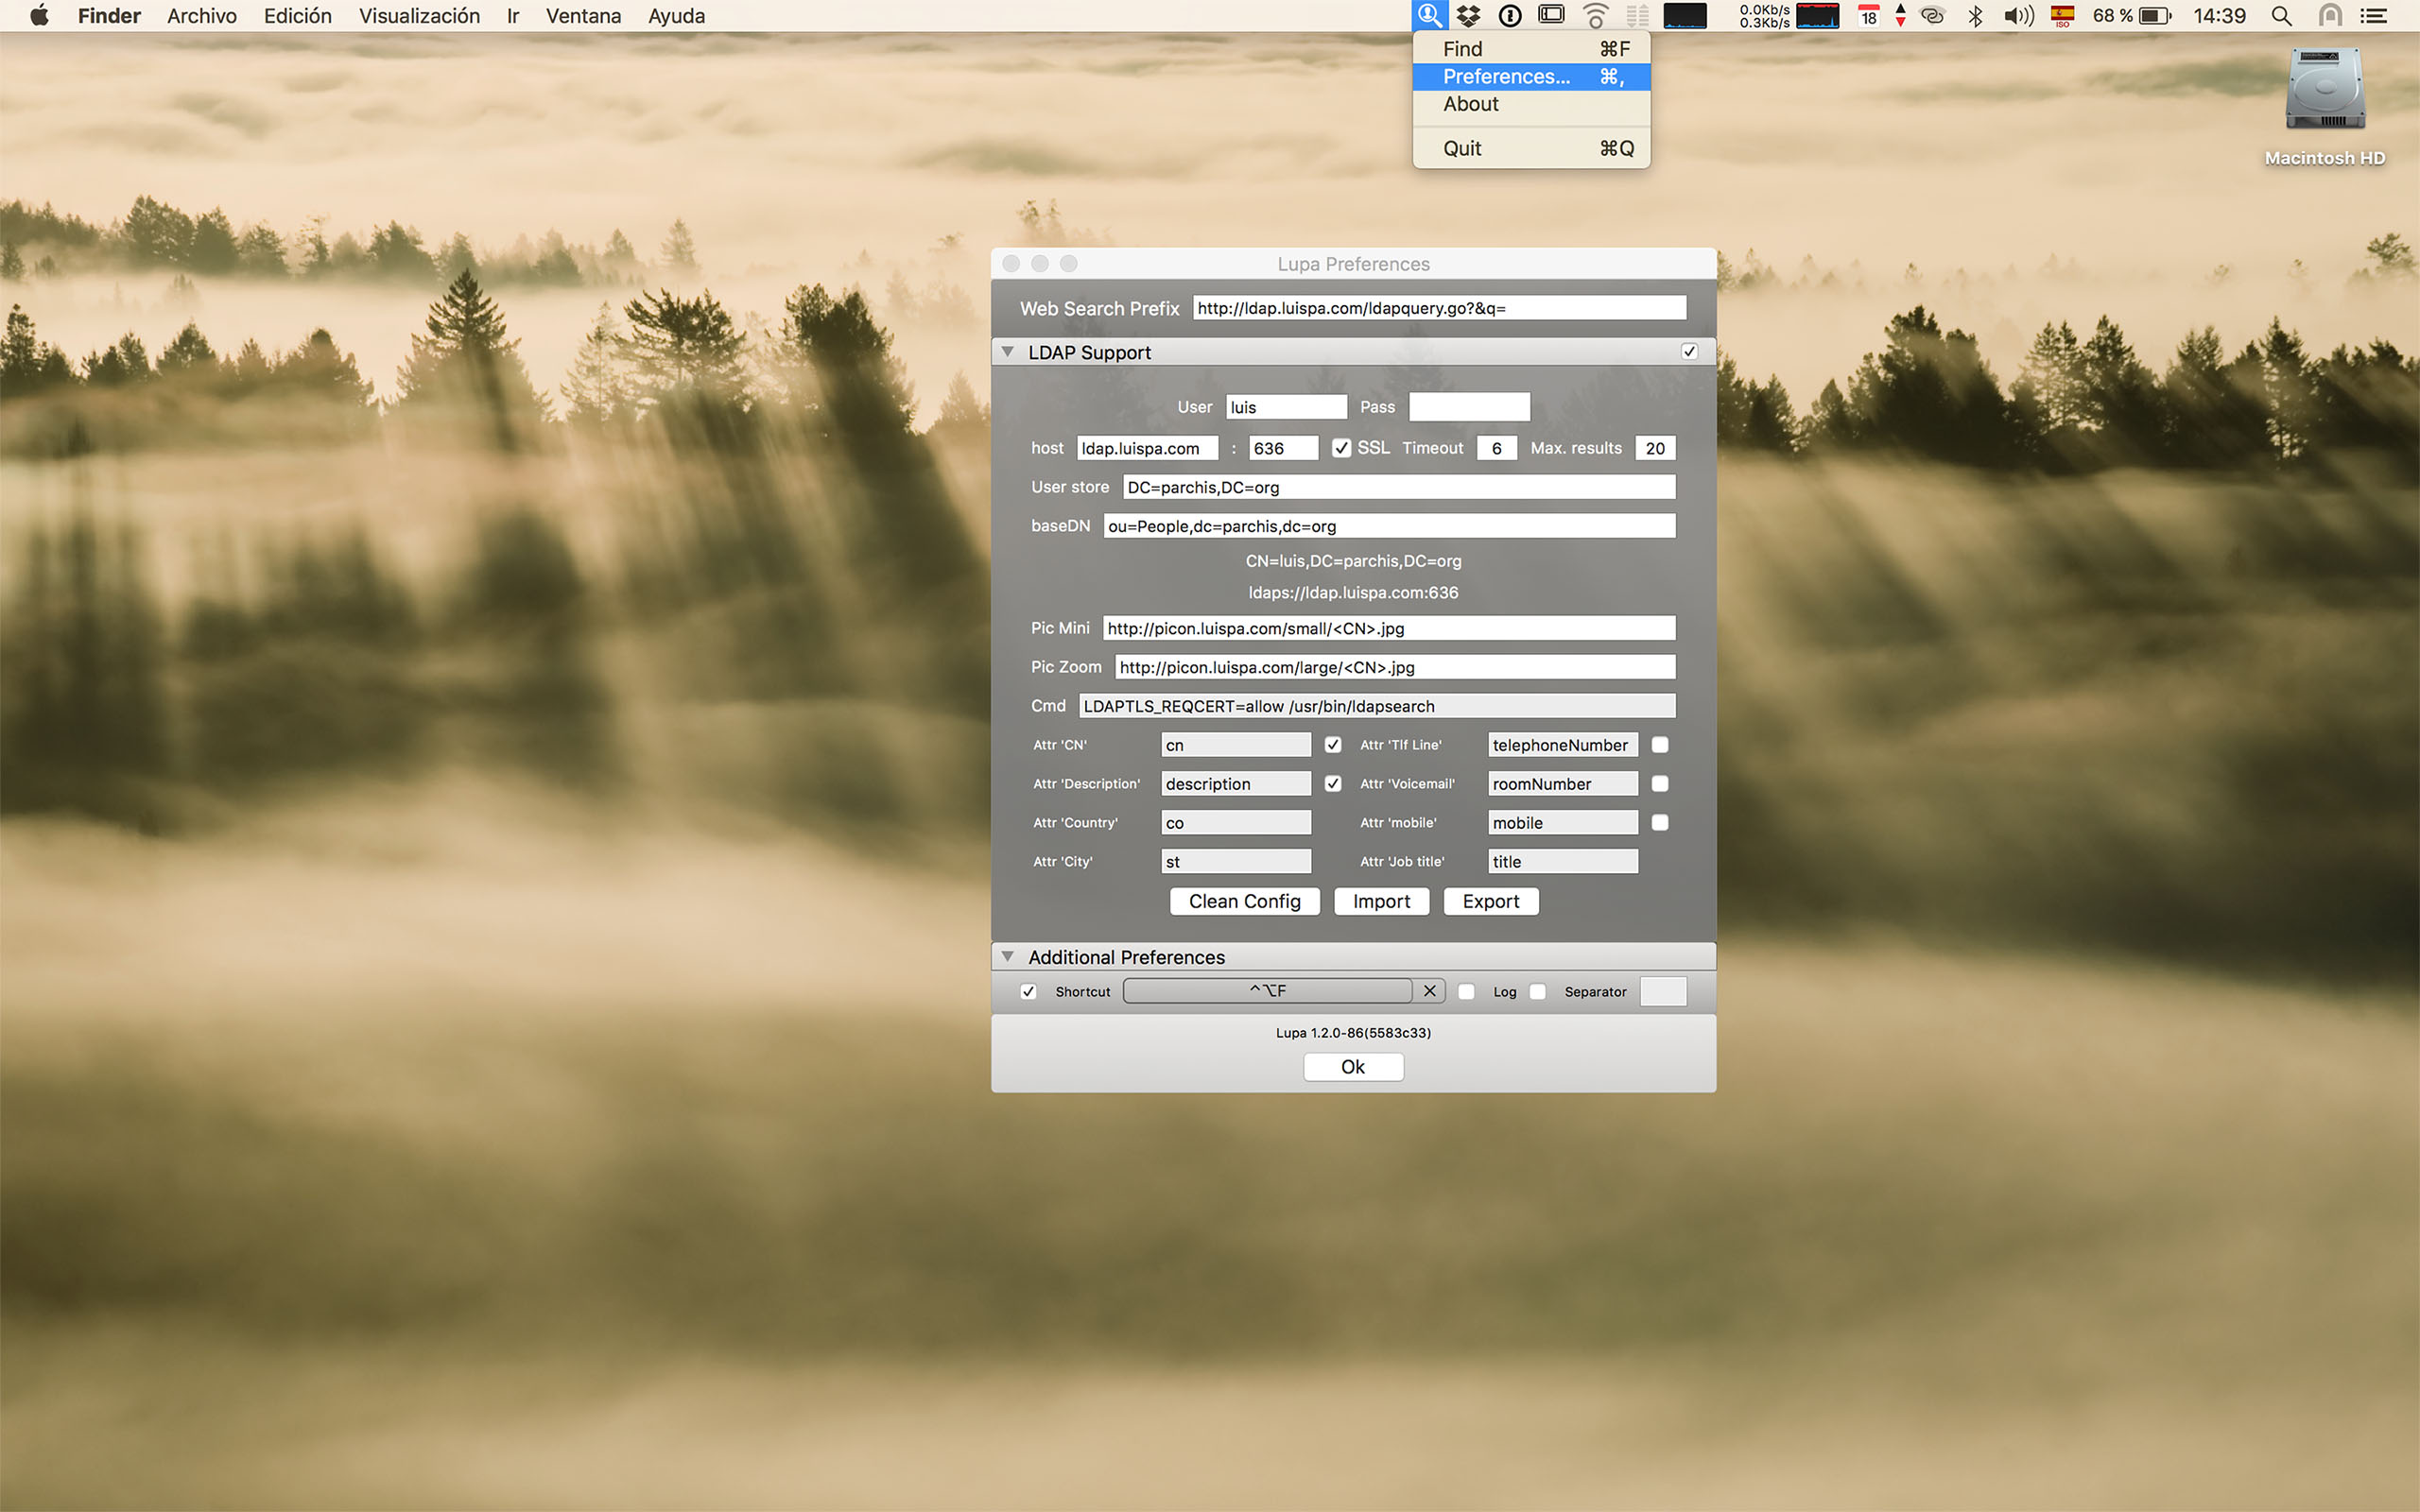 Finder Archivo Edición Visualización Ir Ventana Ayuda 0.0Kb/s 0.3Kb/s 18 ISO 68 % 14:39
Find ⌘F
Preferences... ⌘,
About
Quit ⌘Q
Macintosh HD
Lupa Preferences
Web Search Prefix http://ldap.luispa.com/ldapquery.go?&q=
LDAP Support
User luis Pass
host ldap.luispa.com : 636 SSL Timeout 6 Max. results 20
User store DC=parchis,DC=org
baseDN ou=People,dc=parchis,dc=org
CN=luis,DC=parchis,DC=org
ldaps://ldap.luispa.com:636
Pic Mini http://picon.luispa.com/small/<CN>.jpg
Pic Zoom http://picon.luispa.com/large/<CN>.jpg
Cmd LDAPTLS_REQCERT=allow /usr/bin/ldapsearch
Attr 'CN' cn Attr 'Tlf Line' telephoneNumber
Attr 'Description' description Attr 'Voicemail' roomNumber
Attr 'Country' co Attr 'mobile' mobile
Attr 'City' st Attr 'Job title' title
Clean Config Import Export
Additional Preferences
Shortcut ^⌥F Log Separator
Lupa 1.2.0-86(5583c33)
Ok